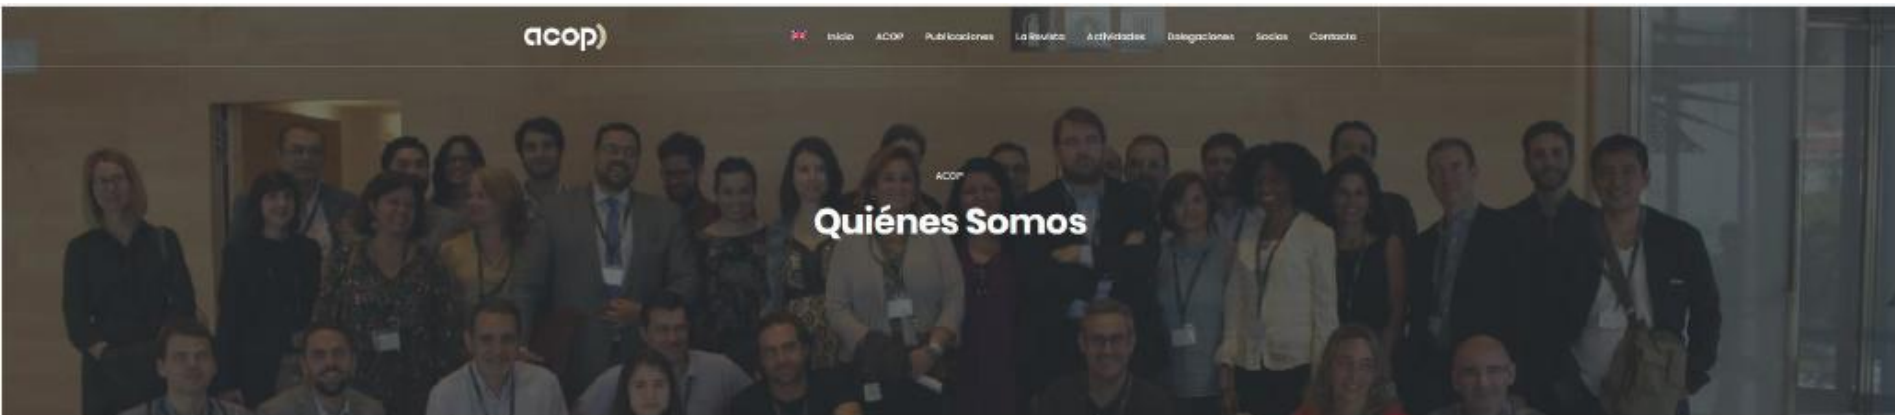 acop)
Inicio ACOP Publicaciones La Revista Actividades Delegaciones Socios Contacto
ACOP
Quiénes Somos